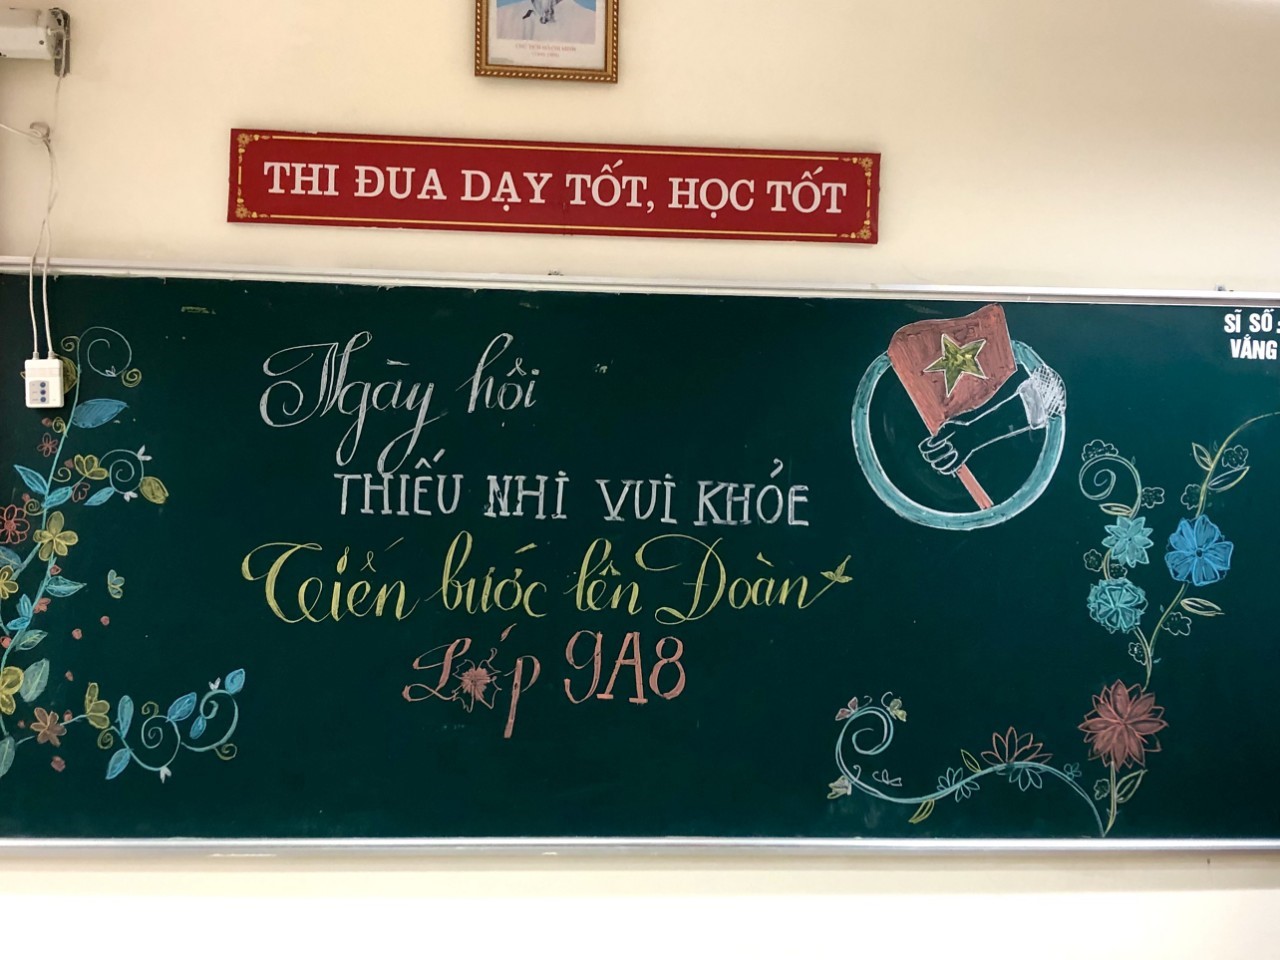 THI ĐUA DẠY TỐT, HỌC TỐT
SĨ SỐ:
VẮNG
Ngày hội
THIẾU NHI VUI KHỎE
Tiến bước lên Đoàn
Lớp 9A8